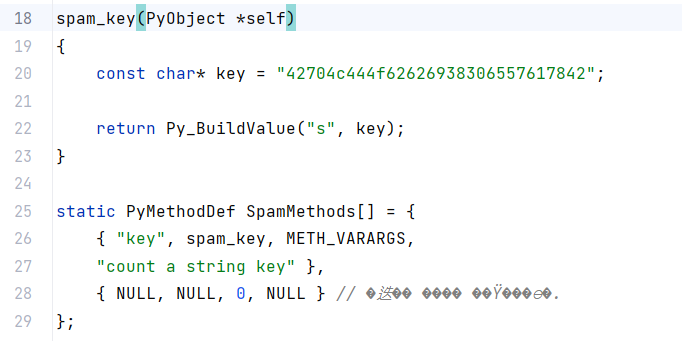 18 spam_key(PyObject *self)
19 {
20 const char* key = "42704c444f62626938306557617842";
21
22 return Py_BuildValue("s", key);
23 }
24
25 static PyMethodDef SpamMethods[] = {
26 { "key", spam_key, METH_VARARGS,
27 "count a string key" },
28 { NULL, NULL, 0, NULL } //
29 };